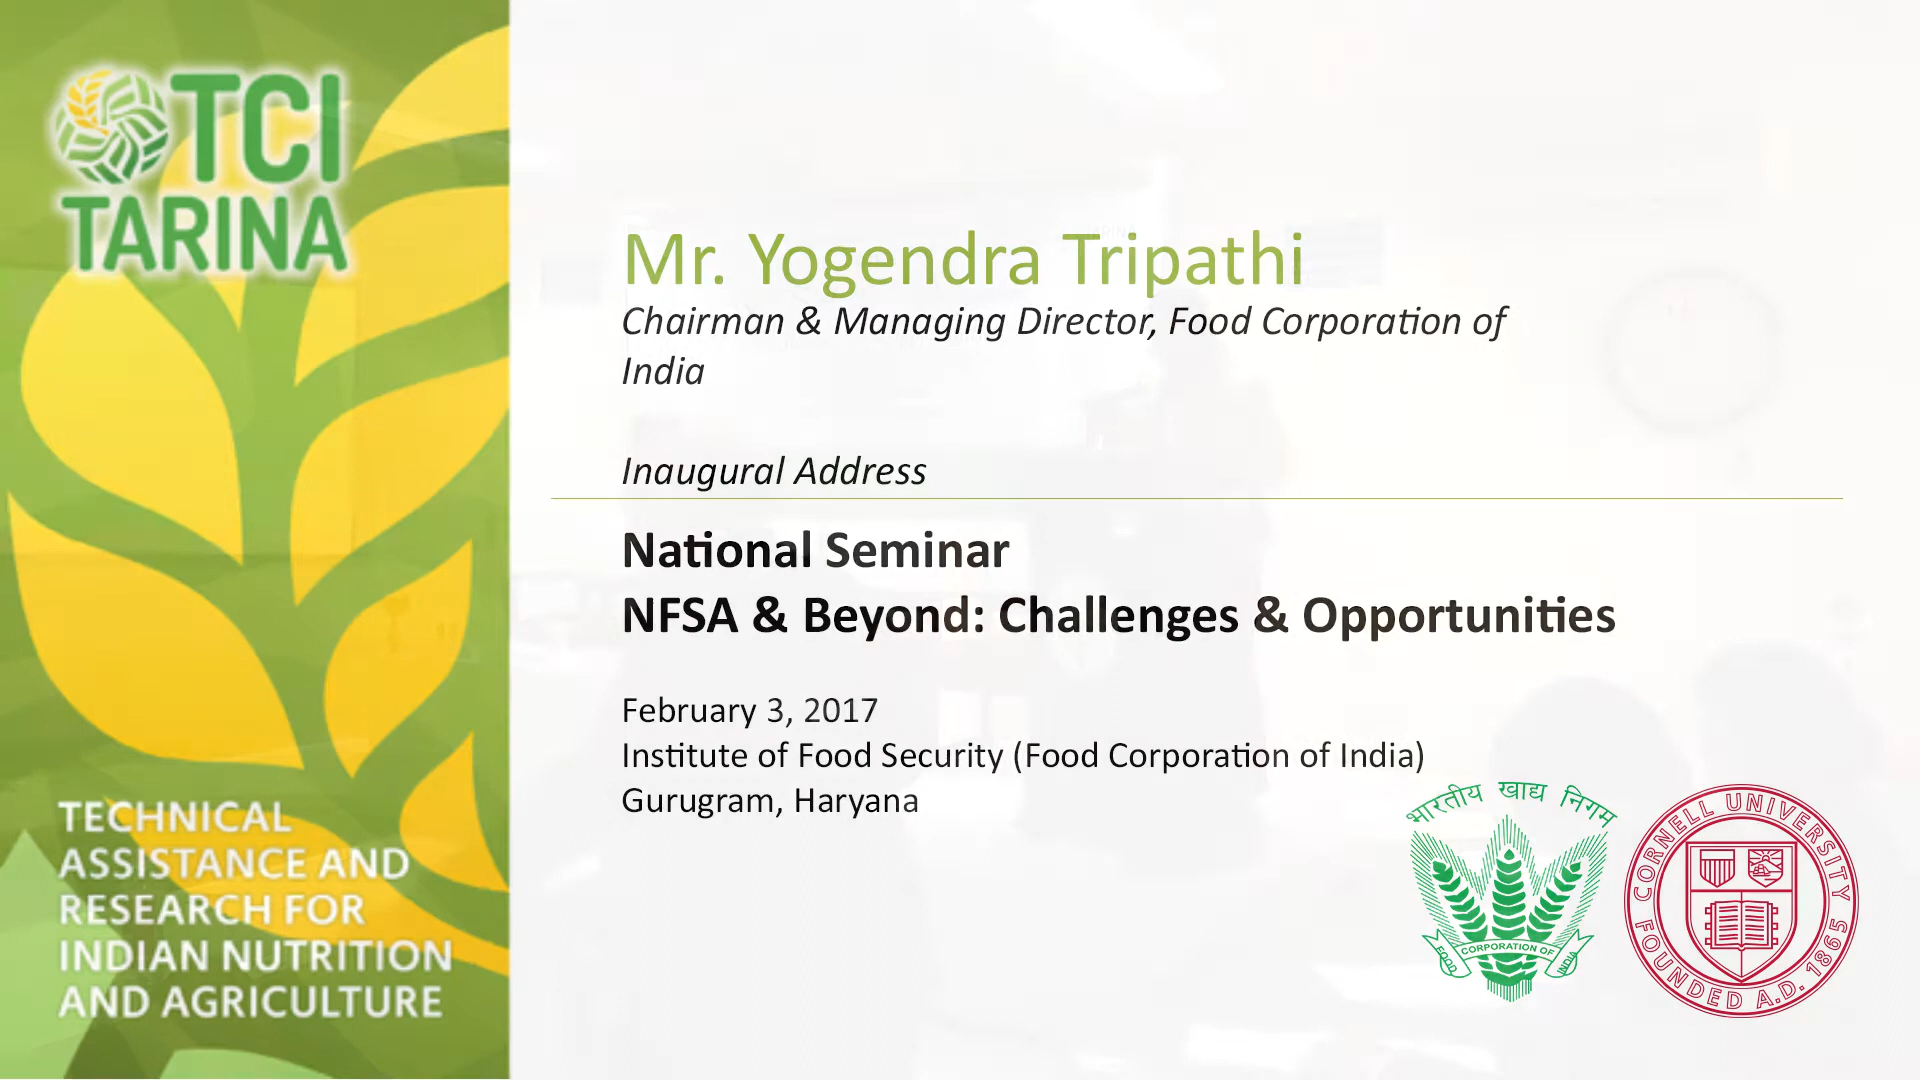 TCI
TARINA
TECHNICAL
ASSISTANCE AND
RESEARCH FOR
INDIAN NUTRITION
AND AGRICULTURE
Mr. Yogendra Tripathi
Chairman & Managing Director, Food Corporation of
India
Inaugural Address
National Seminar
NFSA & Beyond: Challenges & Opportunities
February 3, 2017
Institute of Food Security (Food Corporation of India)
Gurugram, Haryana
भारतीय खाद्य निगम
FOOD CORPORATION OF INDIA
CORNELL UNIVERSITY
FOUNDED A.D. 1865